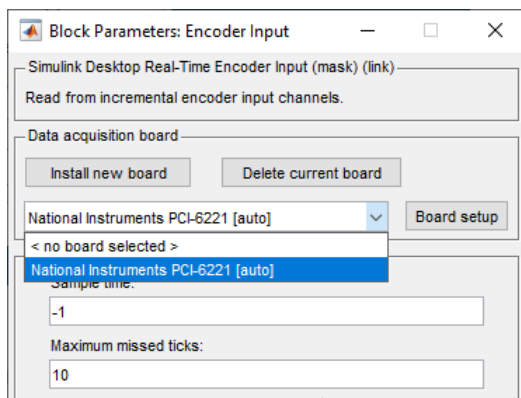 Block Parameters: Encoder Input
Simulink Desktop Real-Time Encoder Input (mask) (link)
Read from incremental encoder input channels.
Data acquisition board
Install new board
Delete current board
National Instruments PCI-6221 [auto]
Board setup
< no board selected >
National Instruments PCI-6221 [auto]
Sample time:
-1
Maximum missed ticks:
10